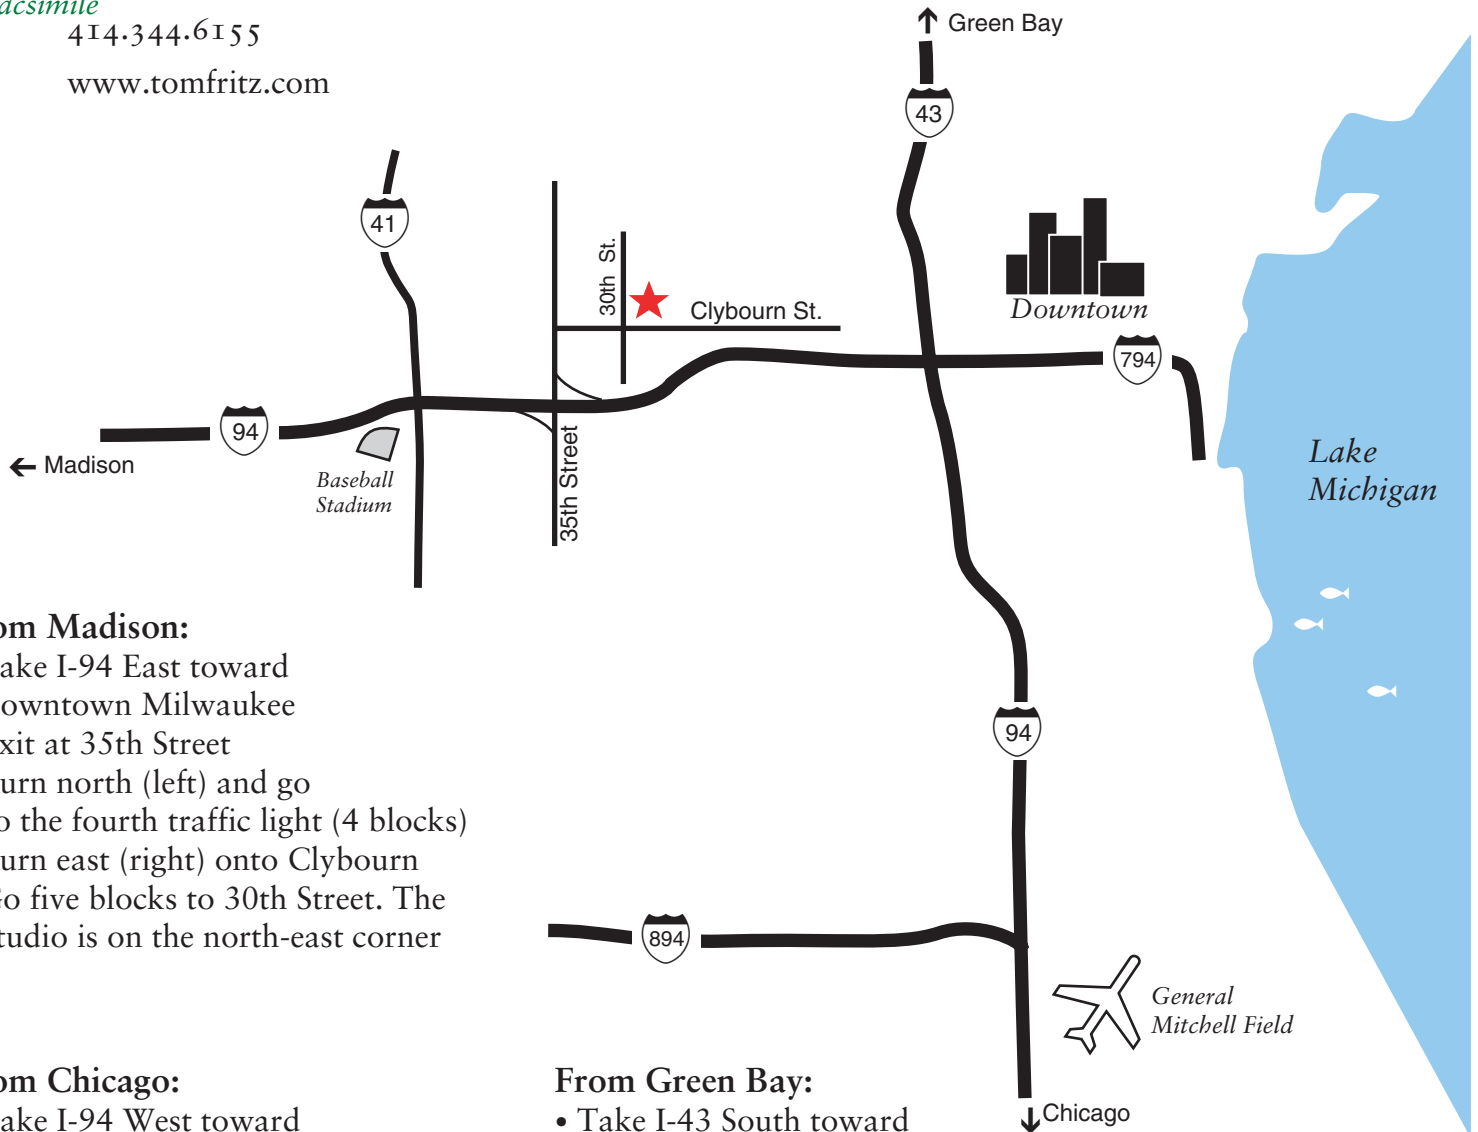 acsimile
414.344.6155
www.tomfritz.com
Green Bay
43
41
30th St.
Clybourn St.
Downtown
794
94
Madison
Baseball
Stadium
35th Street
Lake
Michigan
om Madison:
ake I-94 East toward
owntown Milwaukee
xit at 35th Street
urn north (left) and go
o the fourth traffic light (4 blocks)
urn east (right) onto Clybourn
o five blocks to 30th Street. The
tudio is on the north-east corner
94
894
General
Mitchell Field
Chicago
om Chicago:
ake I-94 West toward
From Green Bay:
• Take I-43 South toward